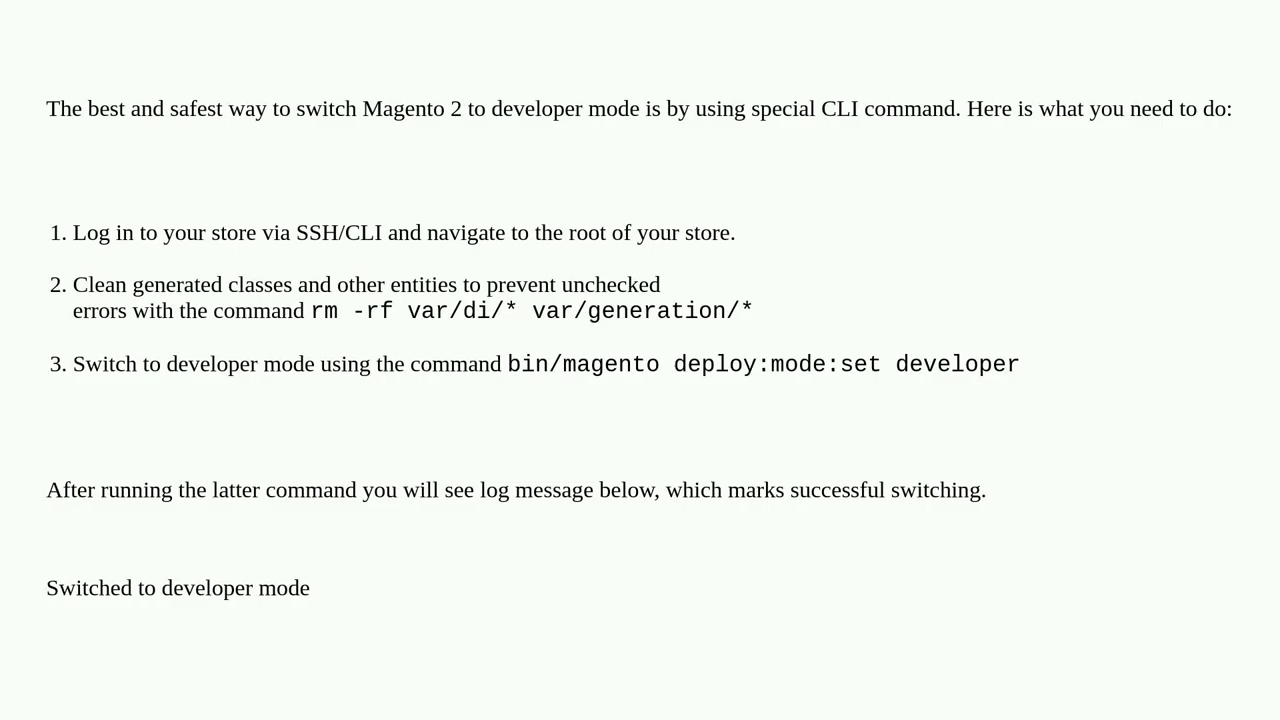 The best and safest way to switch Magento 2 to developer mode is by using special CLI command. Here is what you need to do:
1. Log in to your store via SSH/CLI and navigate to the root of your store.
2. Clean generated classes and other entities to prevent unchecked
errors with the command rm -rf var/di/* var/generation/*
3. Switch to developer mode using the command bin/magento deploy:mode:set developer
After running the latter command you will see log message below, which marks successful switching.
Switched to developer mode